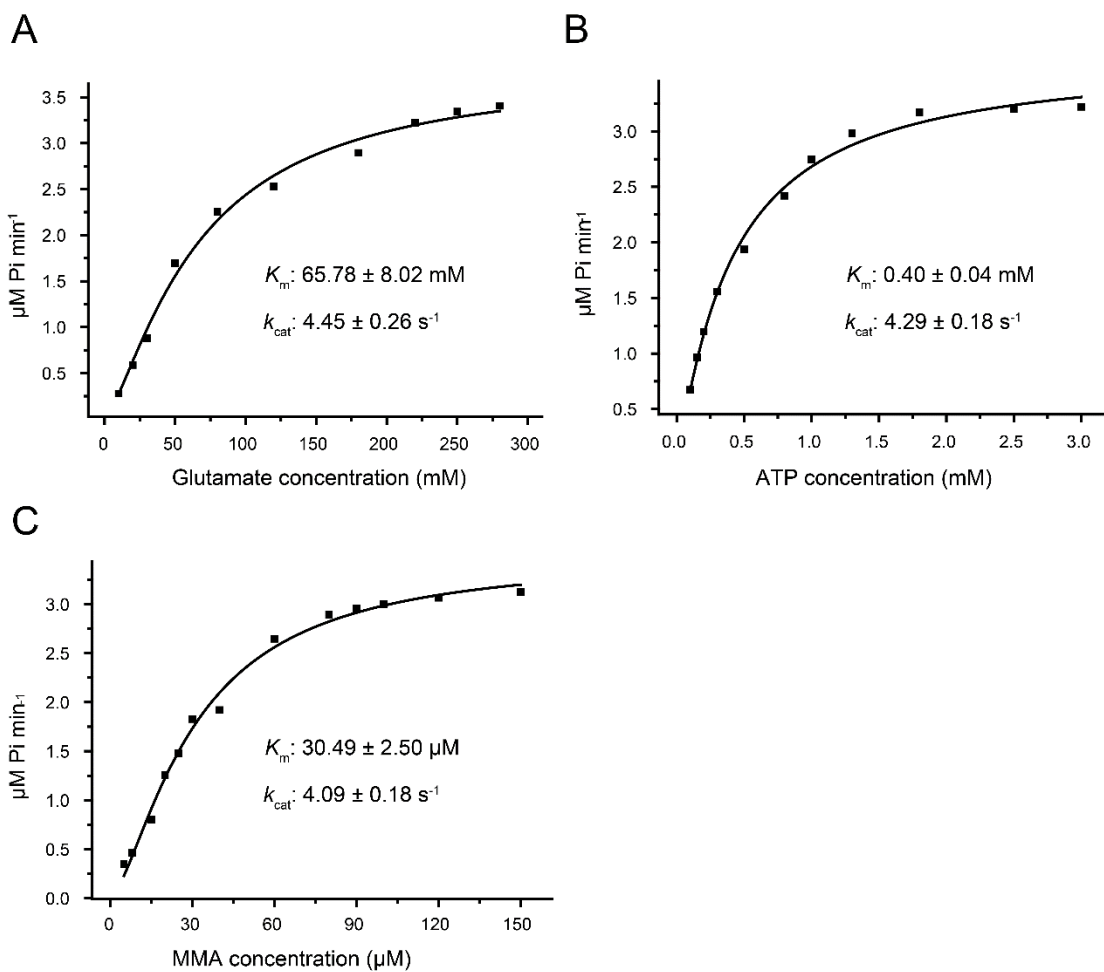 A
µM Pi min⁻¹
3.5
3.0
2.5
2.0
1.5
1.0
0.5
Kₘ: 65.78 ± 8.02 mM
k_cat: 4.45 ± 0.26 s⁻¹
0 50 100 150 200 250 300
Glutamate concentration (mM)
B
µM Pi min⁻¹
3.5
3.0
2.5
2.0
1.5
1.0
0.5
Kₘ: 0.40 ± 0.04 mM
k_cat: 4.29 ± 0.18 s⁻¹
0.0 0.5 1.0 1.5 2.0 2.5 3.0
ATP concentration (mM)
C
µM Pi min-1
3.0
2.5
2.0
1.5
1.0
0.5
0.0
Kₘ: 30.49 ± 2.50 µM
k_cat: 4.09 ± 0.18 s⁻¹
0 30 60 90 120 150
MMA concentration (µM)